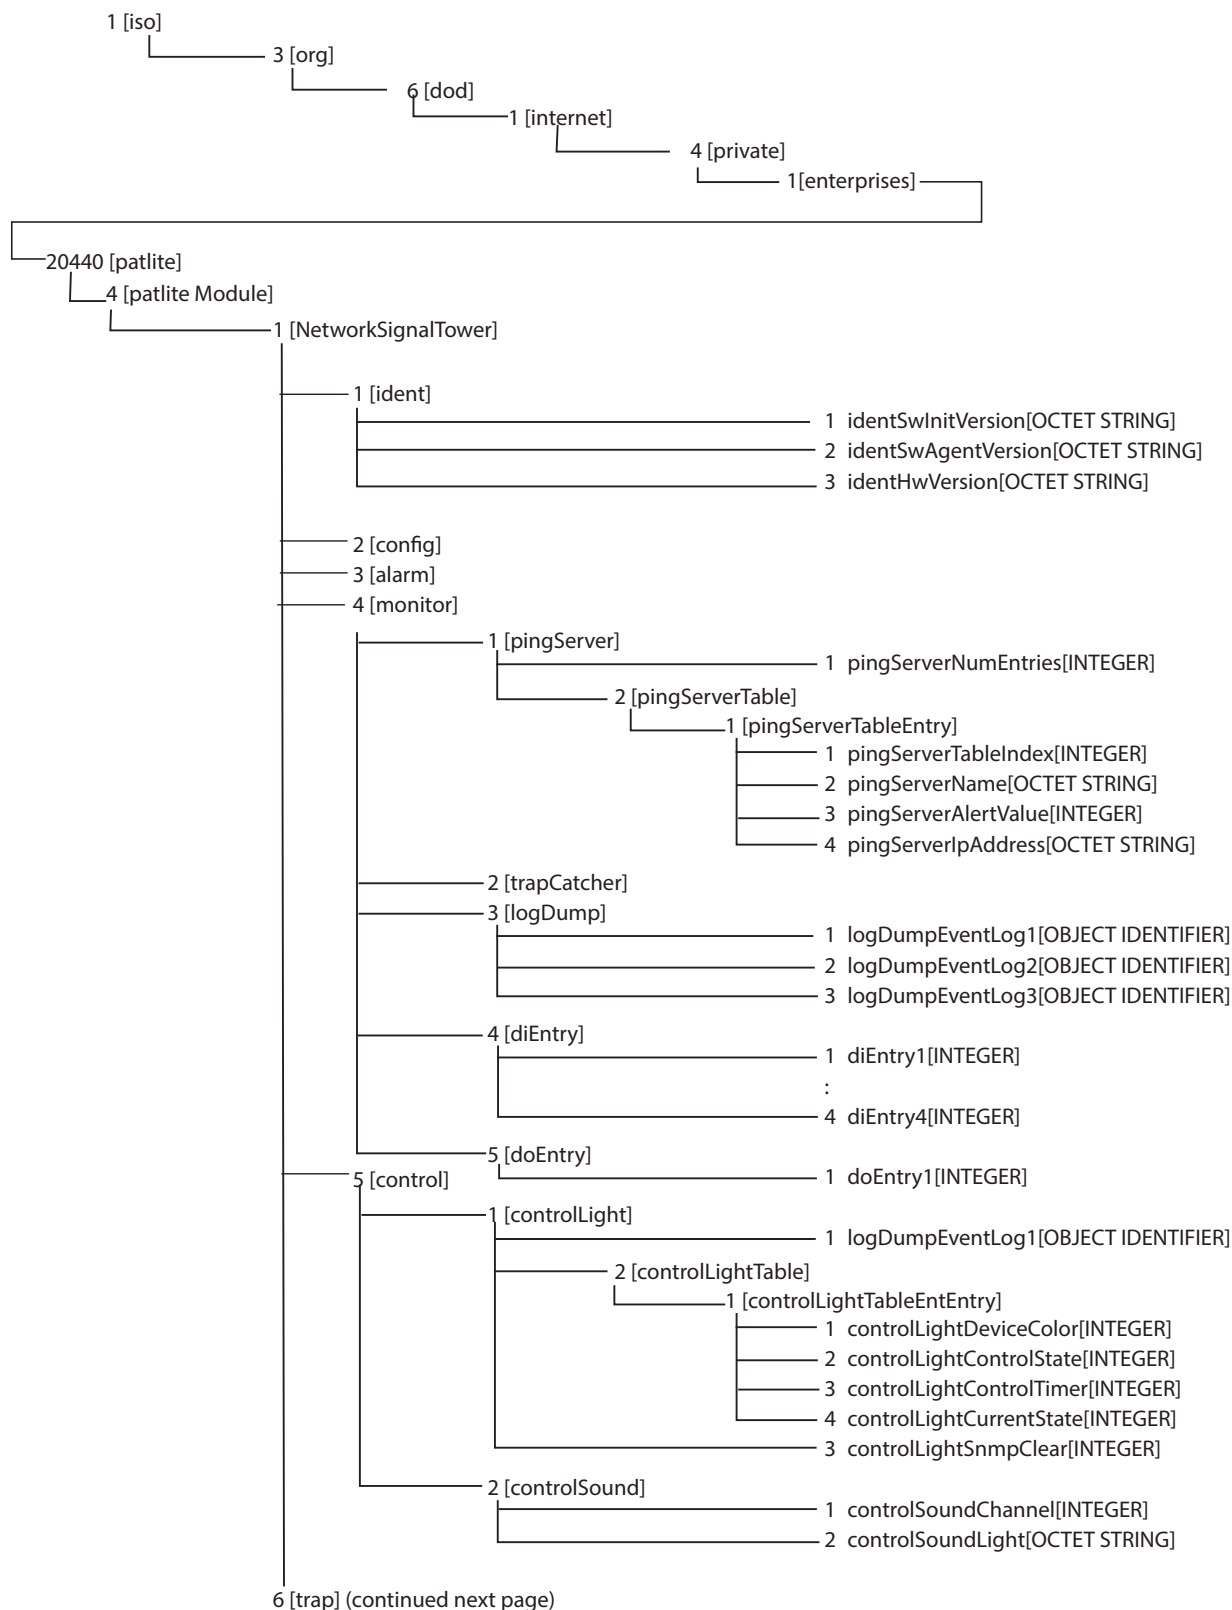 1 [iso]
3 [org]
6 [dod]
1 [internet]
4 [private]
1[enterprises]
20440 [patlite]
4 [patlite Module]
1 [NetworkSignalTower]
1 [ident]
1 identSwInitVersion[OCTET STRING]
2 identSwAgentVersion[OCTET STRING]
3 identHwVersion[OCTET STRING]
2 [config]
3 [alarm]
4 [monitor]
1 [pingServer]
1 pingServerNumEntries[INTEGER]
2 [pingServerTable]
1 [pingServerTableEntry]
1 pingServerTableIndex[INTEGER]
2 pingServerName[OCTET STRING]
3 pingServerAlertValue[INTEGER]
4 pingServerIpAddress[OCTET STRING]
2 [trapCatcher]
3 [logDump]
1 logDumpEventLog1[OBJECT IDENTIFIER]
2 logDumpEventLog2[OBJECT IDENTIFIER]
3 logDumpEventLog3[OBJECT IDENTIFIER]
4 [diEntry]
1 diEntry1[INTEGER]
:
4 diEntry4[INTEGER]
5 [doEntry]
1 doEntry1[INTEGER]
5 [control]
1 [controlLight]
1 logDumpEventLog1[OBJECT IDENTIFIER]
2 [controlLightTable]
1 [controlLightTableEntEntry]
1 controlLightDeviceColor[INTEGER]
2 controlLightControlState[INTEGER]
3 controlLightControlTimer[INTEGER]
4 controlLightCurrentState[INTEGER]
3 controlLightSnmpClear[INTEGER]
2 [controlSound]
1 controlSoundChannel[INTEGER]
2 controlSoundLight[OCTET STRING]
6 [trap] (continued next page)